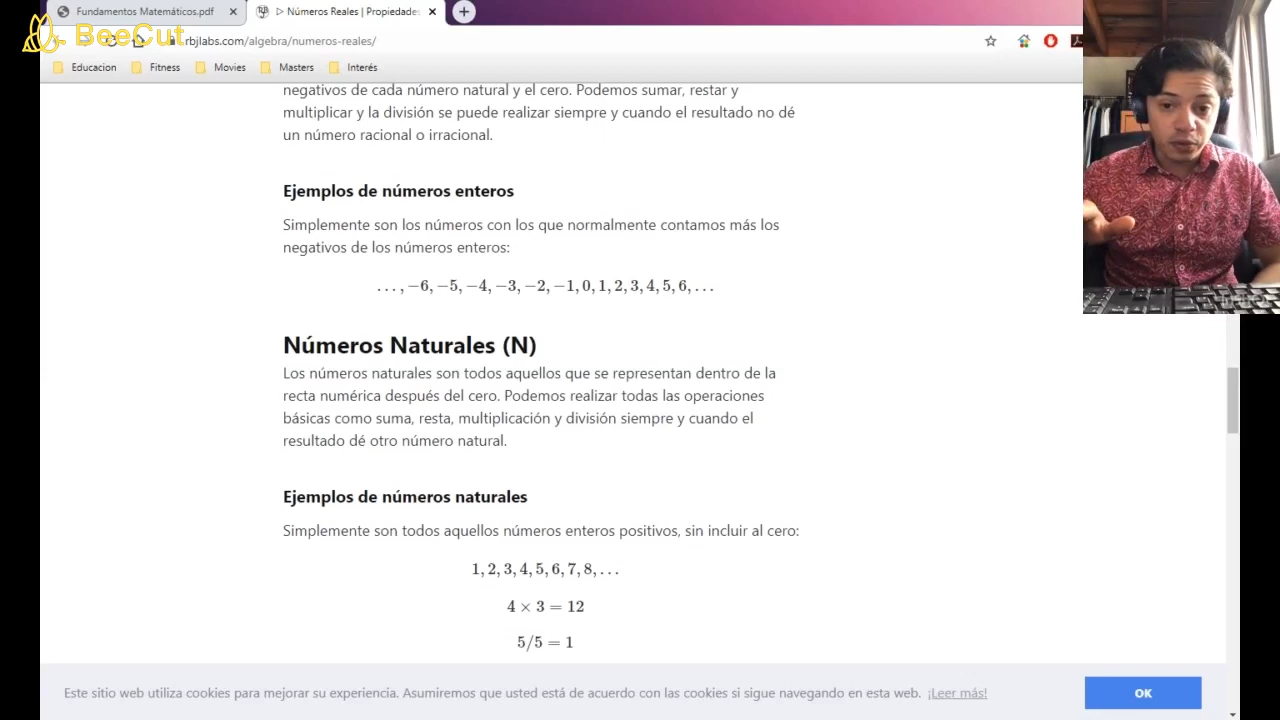 Fundamentos Matemáticos.pdf
Números Reales | Propiedades
BeeCut
rbjlabs.com/algebra/numeros-reales/
Educacion
Fitness
Movies
Masters
Interés
negativos de cada número natural y el cero. Podemos sumar, restar y
multiplicar y la división se puede realizar siempre y cuando el resultado no dé
un número racional o irracional.
Ejemplos de números enteros
Simplemente son los números con los que normalmente contamos más los
negativos de los números enteros:
. . . , −6, −5, −4, −3, −2, −1, 0, 1, 2, 3, 4, 5, 6, . . .
Números Naturales (N)
Los números naturales son todos aquellos que se representan dentro de la
recta numérica después del cero. Podemos realizar todas las operaciones
básicas como suma, resta, multiplicación y división siempre y cuando el
resultado dé otro número natural.
Ejemplos de números naturales
Simplemente son todos aquellos números enteros positivos, sin incluir al cero:
1, 2, 3, 4, 5, 6, 7, 8, . . .
4 × 3 = 12
5/5 = 1
Este sitio web utiliza cookies para mejorar su experiencia. Asumiremos que usted está de acuerdo con las cookies si sigue navegando en esta web. ¡Leer más!
OK